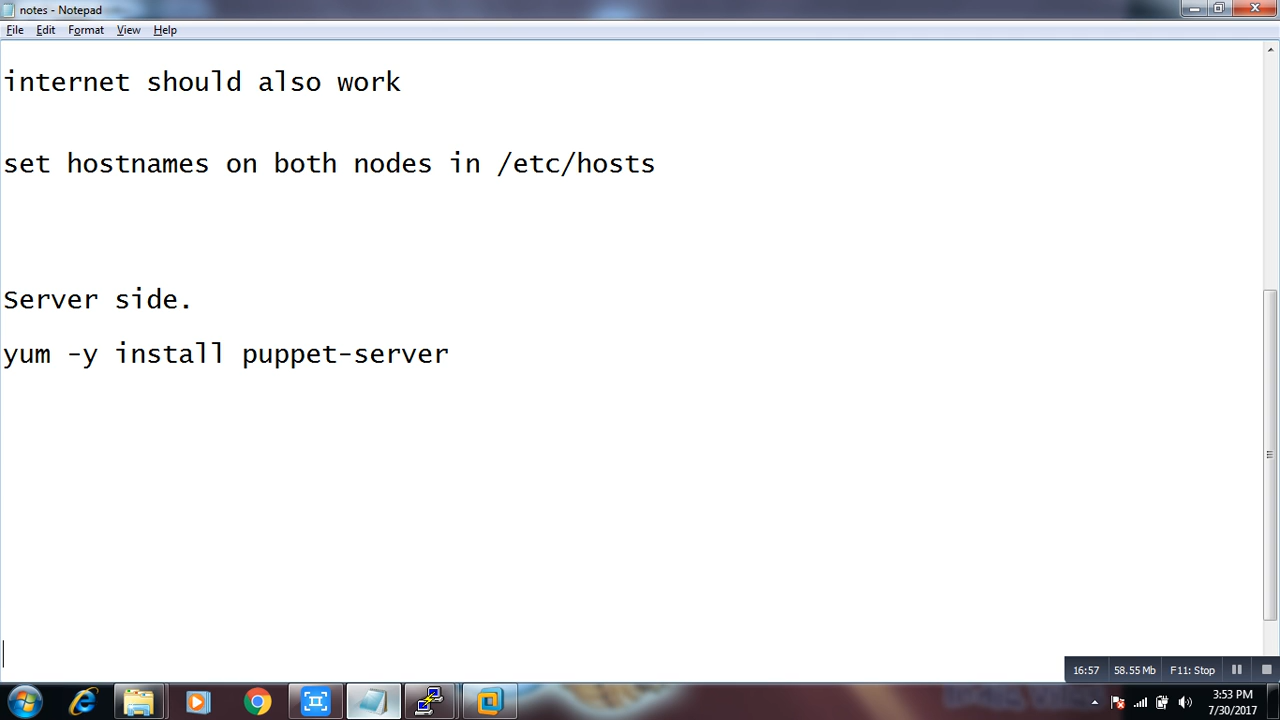 notes - Notepad
File Edit Format View Help
internet should also work
set hostnames on both nodes in /etc/hosts
Server side.
yum -y install puppet-server
16:57 58.55 Mb F11: Stop
3:53 PM
7/30/2017